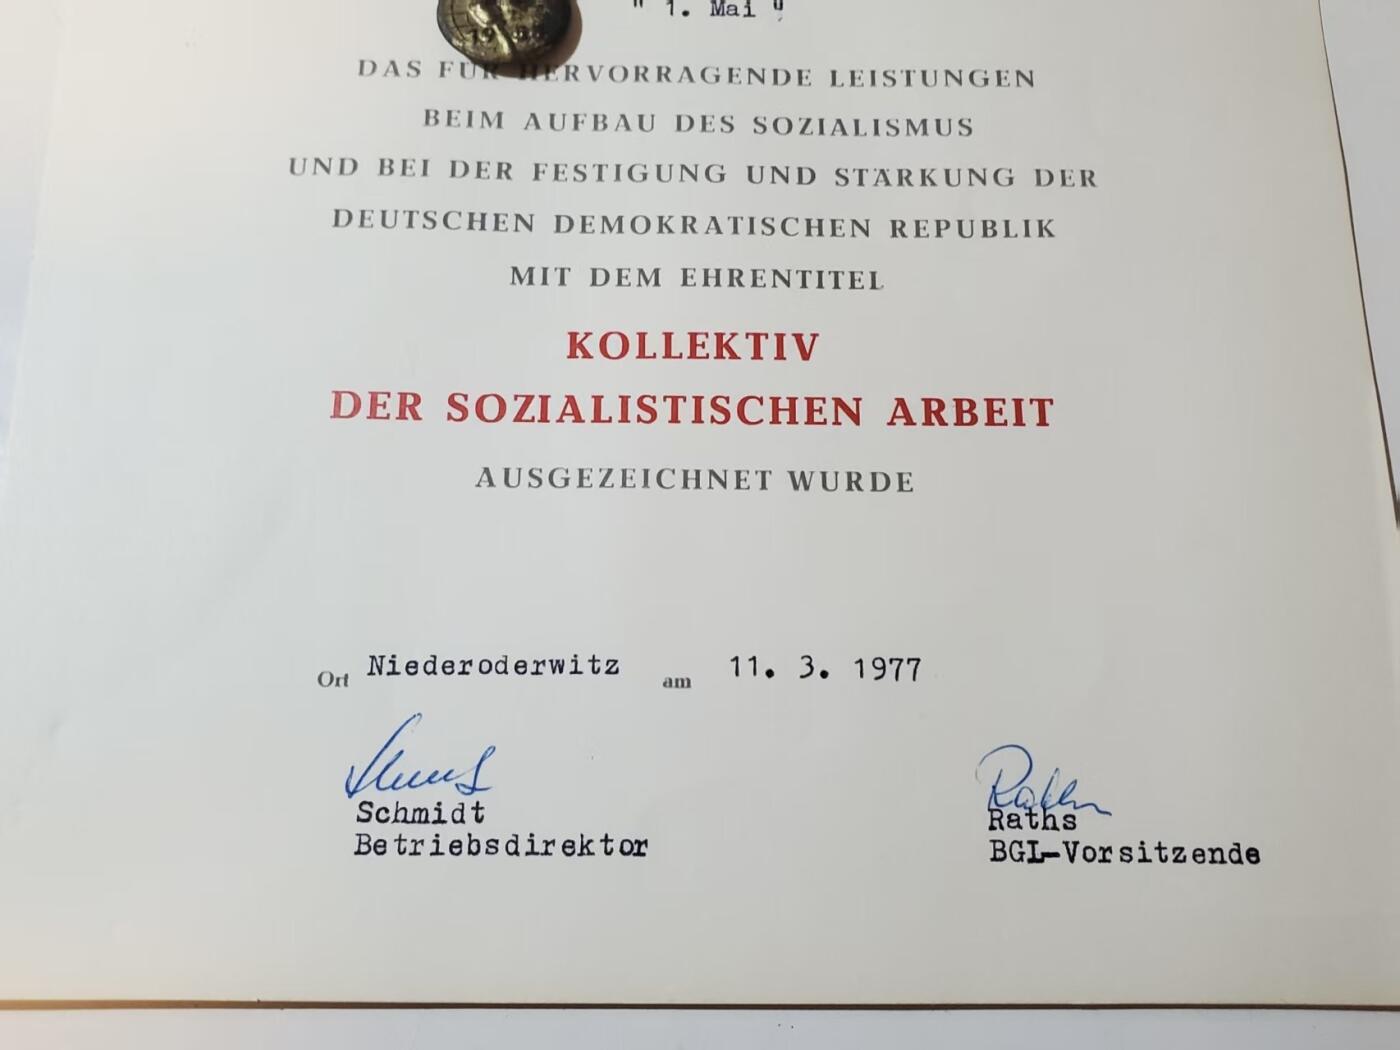 " 1. Mai "
DAS FÜR HERVORRAGENDE LEISTUNGEN
BEIM AUFBAU DES SOZIALISMUS
UND BEI DER FESTIGUNG UND STÄRKUNG DER
DEUTSCHEN DEMOKRATISCHEN REPUBLIK
MIT DEM EHRENTITEL
KOLLEKTIV
DER SOZIALISTISCHEN ARBEIT
AUSGEZEICHNET WURDE
Ort Niederoderwitz am 11. 3. 1977
Schmidt
Betriebsdirektor
Raths
BGL-Vorsitzende